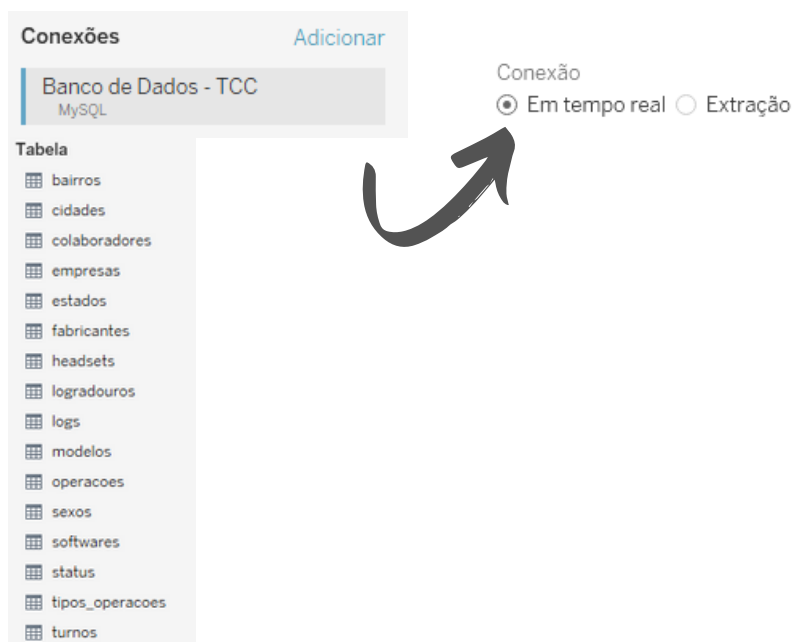 Conexões
Adicionar
Banco de Dados - TCC
MySQL
Tabela
bairros
cidades
colaboradores
empresas
estados
fabricantes
headsets
logradouros
logs
modelos
operacoes
sexos
softwares
status
tipos_operacoes
turnos
Conexão
Em tempo real
Extração